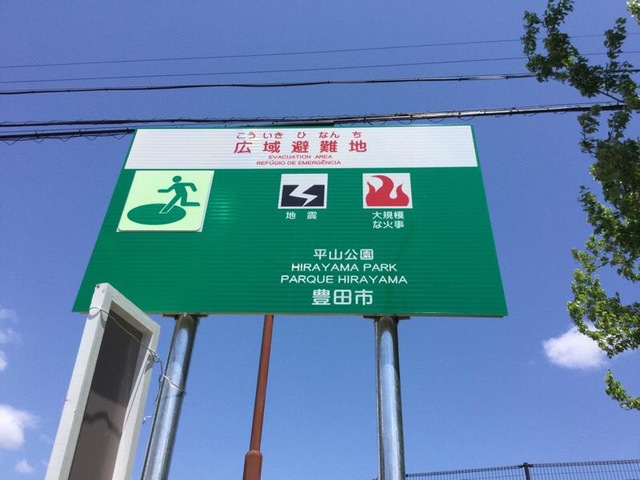 こういきひなんち
広域避難地
EVACUATION AREA
REFÚGIO DE EMERGÊNCIA
地震
大規模
な火事
平山公園
HIRAYAMA PARK
PARQUE HIRAYAMA
豊田市